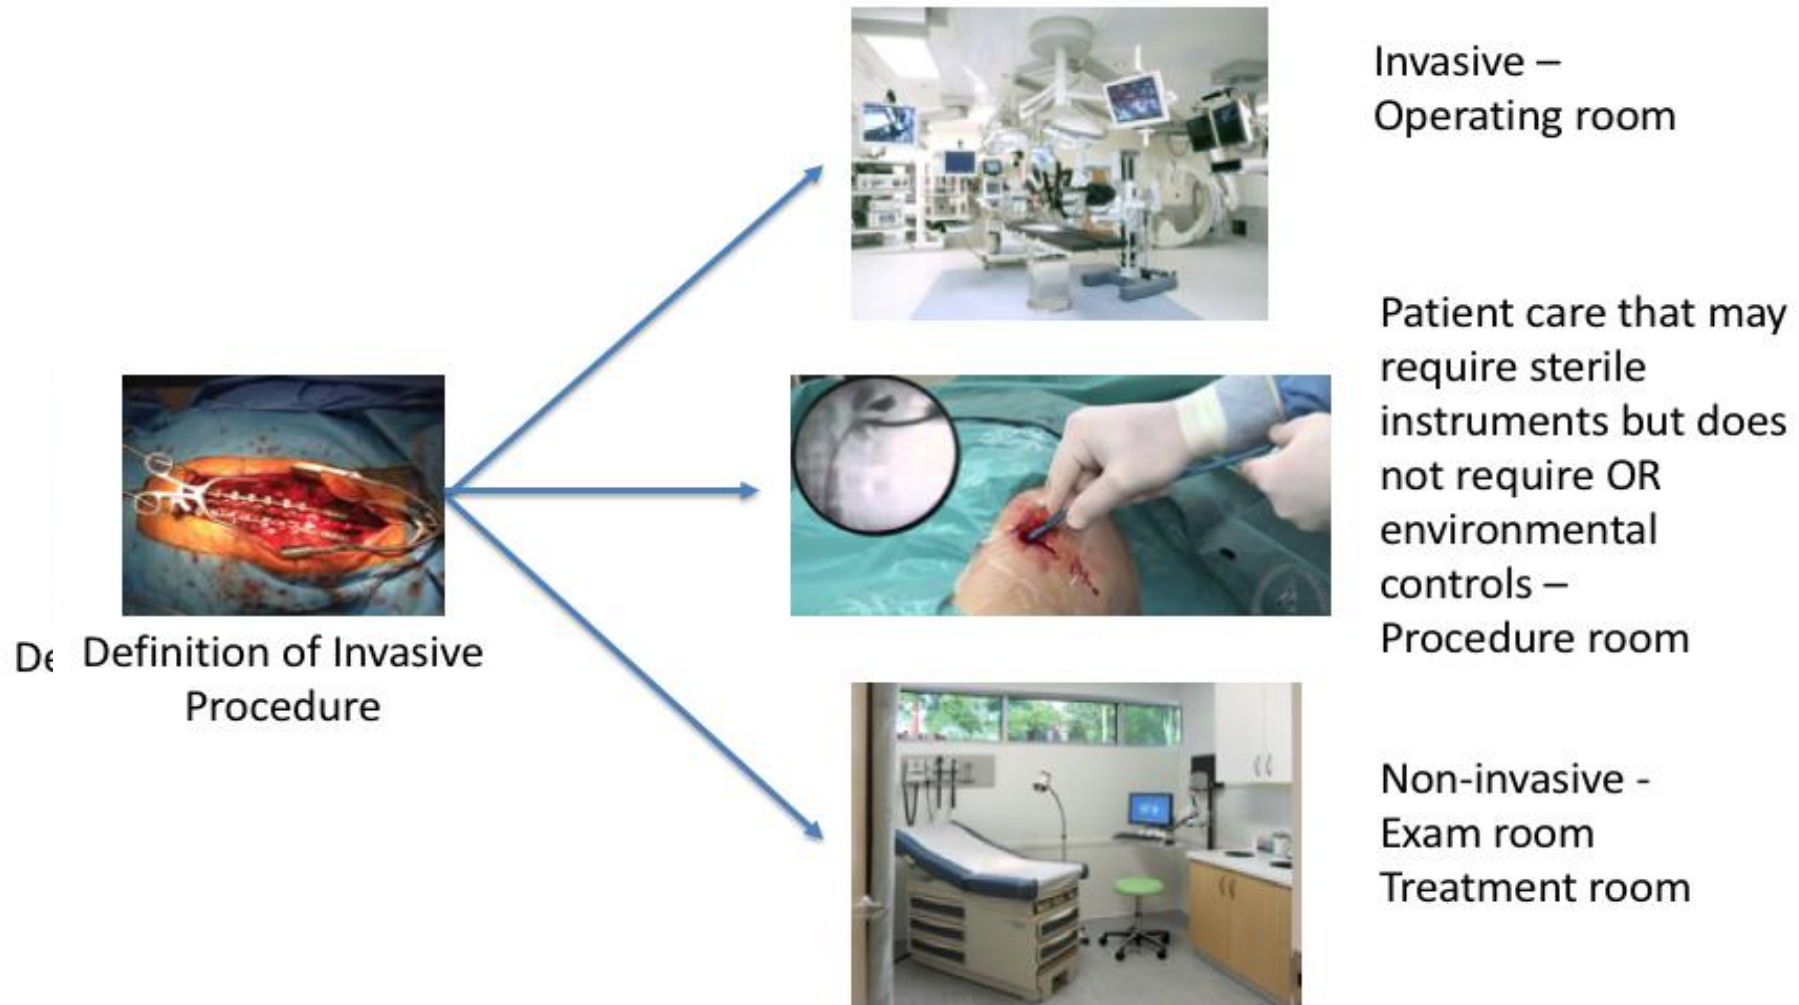 Invasive –
Operating room
Patient care that may
require sterile
instruments but does
not require OR
environmental
controls –
Procedure room
De
Definition of Invasive
Procedure
Non-invasive -
Exam room
Treatment room